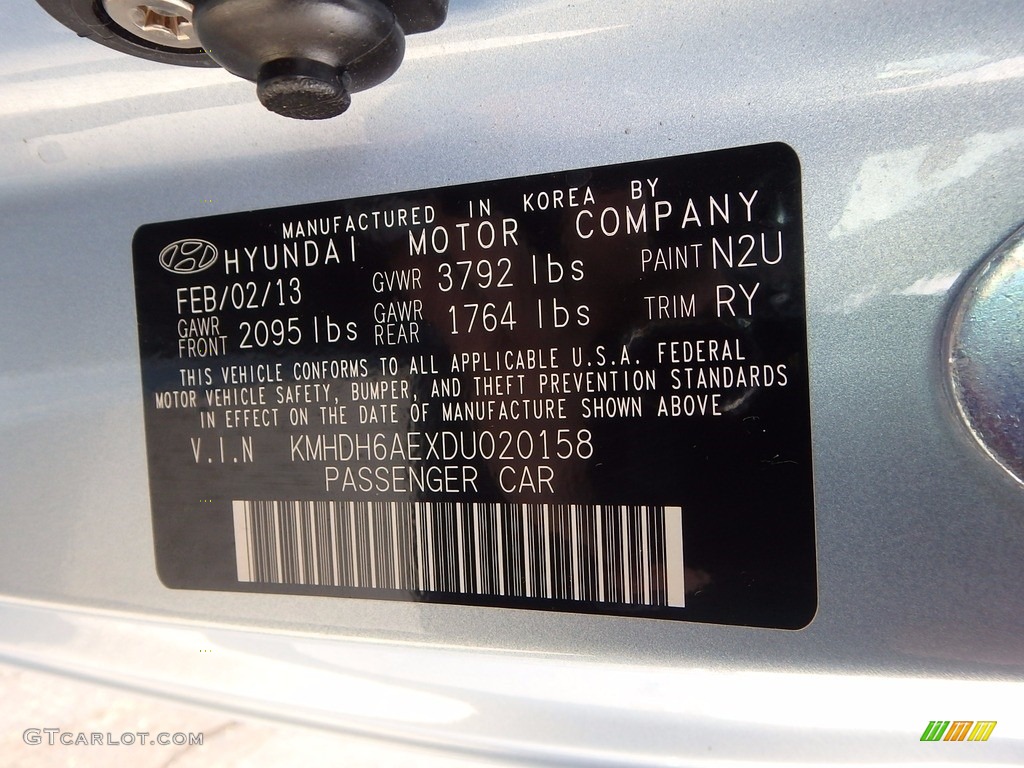 MANUFACTURED IN KOREA BY
HYUNDAI MOTOR COMPANY
FEB/02/13 GVWR 3792 lbs PAINT N2U
GAWR FRONT 2095 lbs GAWR REAR 1764 lbs TRIM RY
THIS VEHICLE CONFORMS TO ALL APPLICABLE U.S.A. FEDERAL
MOTOR VEHICLE SAFETY, BUMPER, AND THEFT PREVENTION STANDARDS
IN EFFECT ON THE DATE OF MANUFACTURE SHOWN ABOVE
V.I.N KMHDH6AEXDU020158
PASSENGER CAR
GTCARLOT.COM